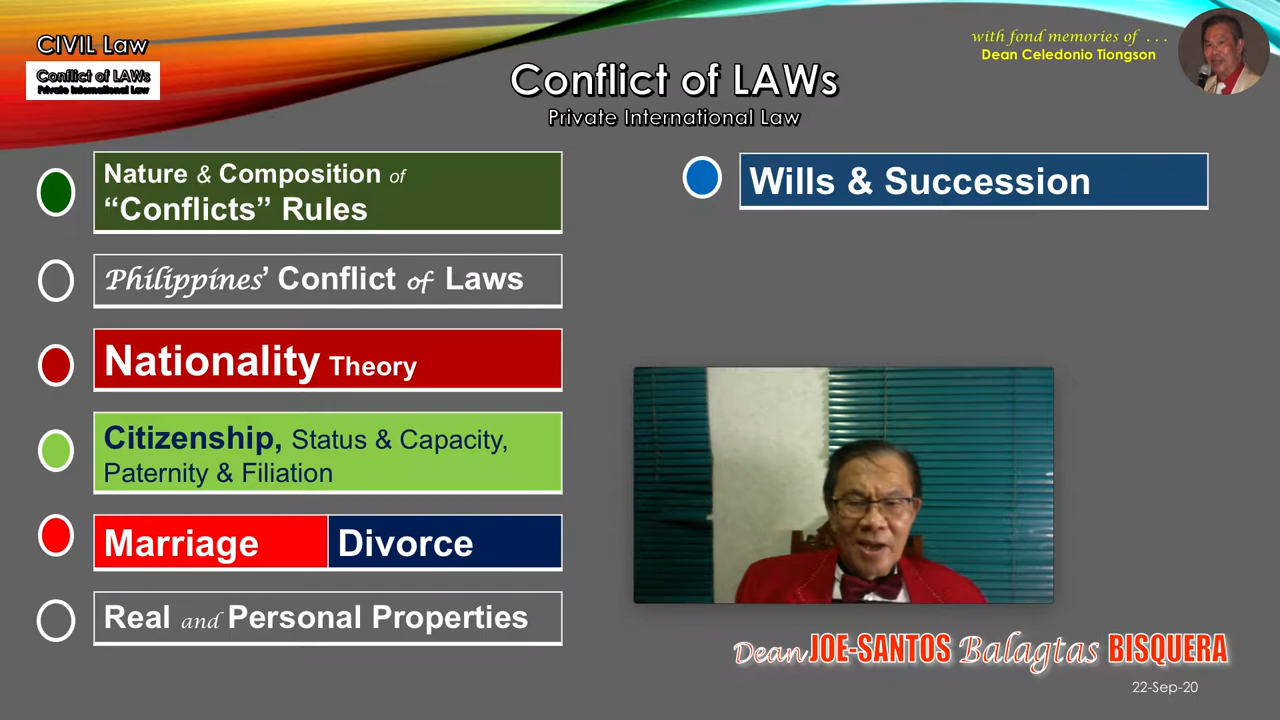 CIVIL Law
Conflict of LAWs
Private International Law
with fond memories of . . .
Dean Celedonio Tiongson
Conflict of LAWs
Private International Law
Nature & Composition of
“Conflicts” Rules
Philippines’ Conflict of Laws
Nationality Theory
Citizenship, Status & Capacity,
Paternity & Filiation
Marriage
Divorce
Real and Personal Properties
Wills & Succession
Dean JOE-SANTOS Balagtas BISQUERA
22-Sep-20